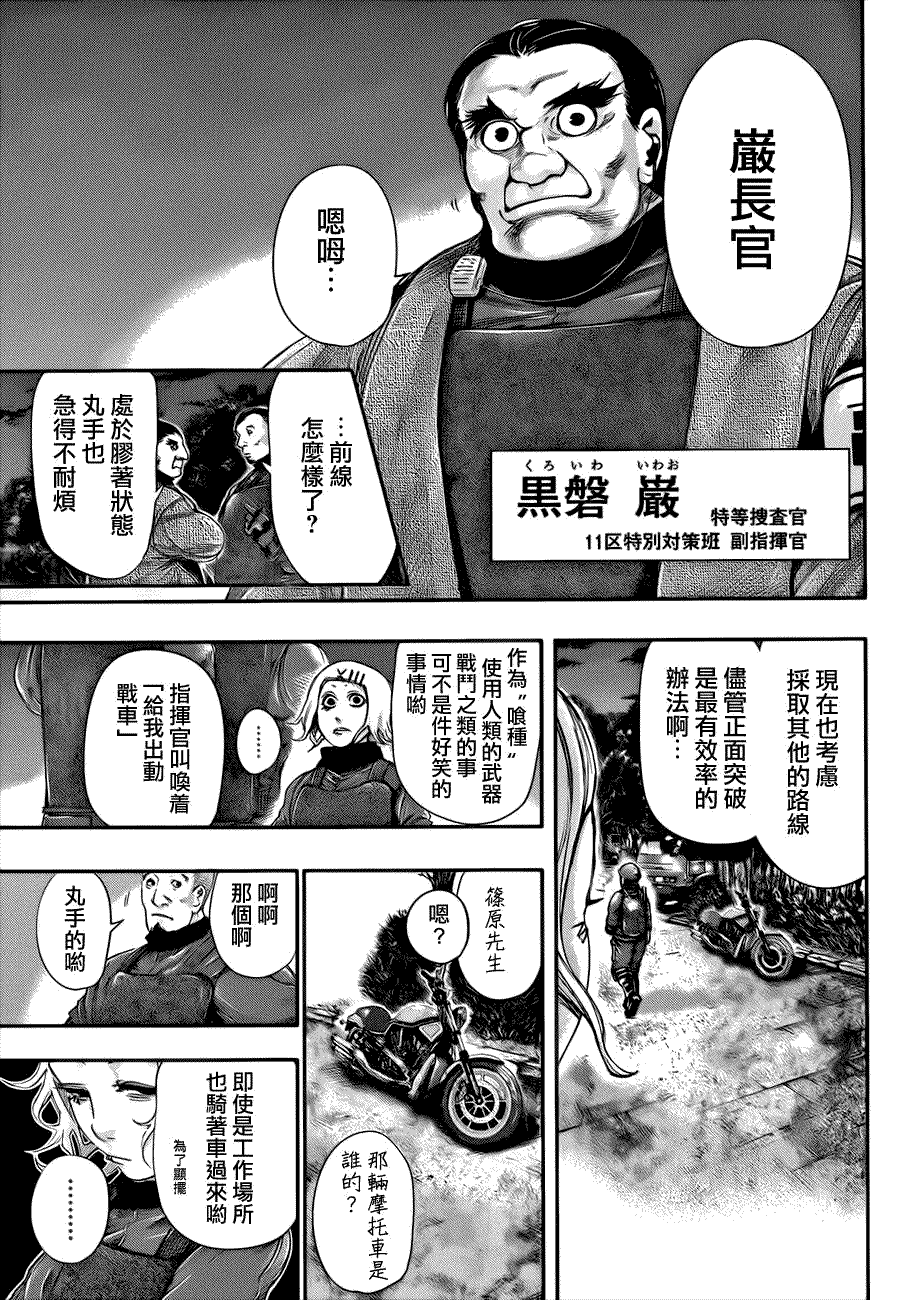 巌長官
嗯呣…
くろいわ いわお
黒磐 巌
特等捜査官
11区特別対策班 副指揮官
…前線
怎麼樣了?
處於膠著狀態
丸手也
急得不耐煩
現在也考慮
採取其他的路線
儘管正面突破
是最有效率的
辦法啊…
作為"喰種"
使用人類的武器
戰鬥之類的事
可不是件好笑的
事情喲
……
指揮官叫喚着
「給我出動
戰車」
篠原先生
嗯?
那輛摩托車是
誰的?
啊啊
那個啊
丸手的喲
即使是工作場所
也騎著車過來喲
為了顯擺
………